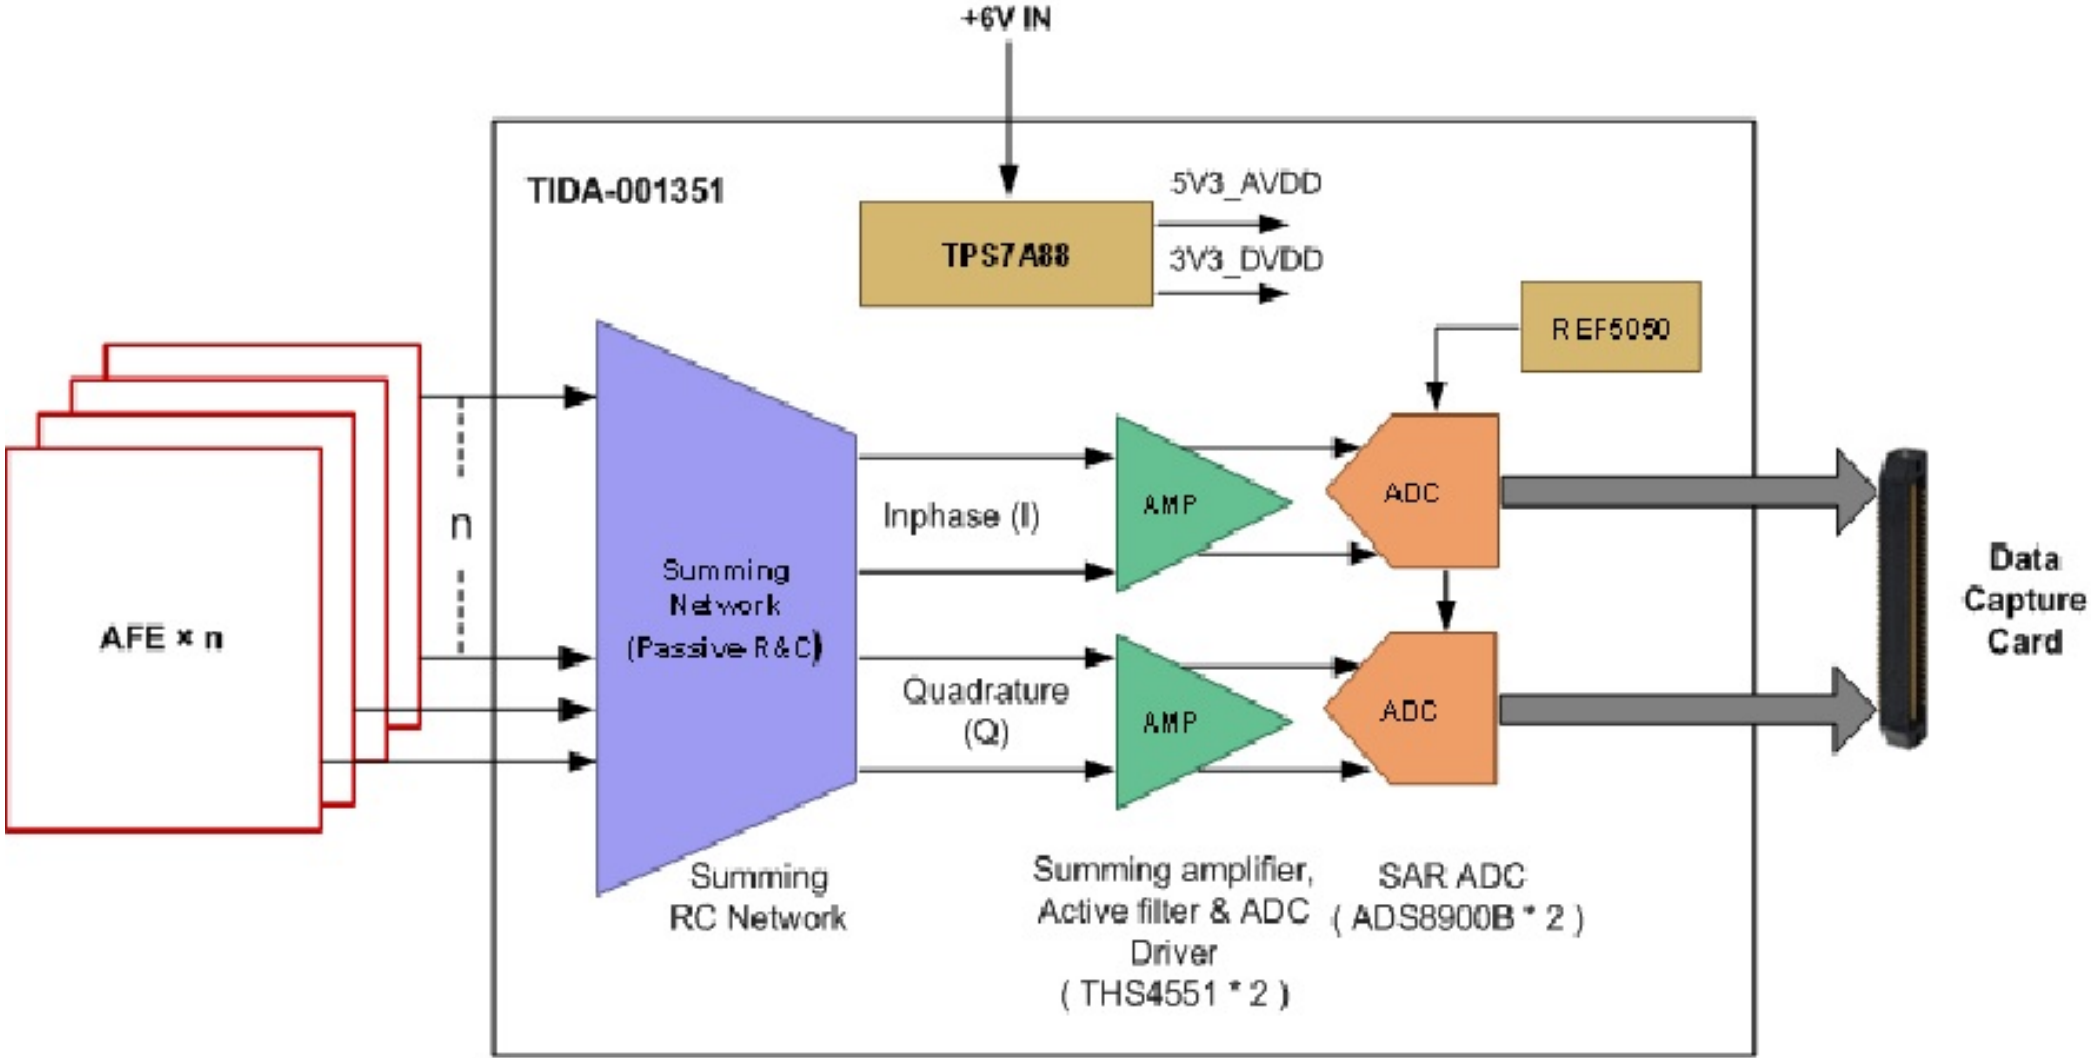 +6V IN
TIDA-001351
5V3_AVDD
TPS7A88
3V3_DVDD
REF5050
n
AFE × n
Summing
Network
(Passive R&C)
Inphase (I)
Quadrature
(Q)
AMP
ADC
AMP
ADC
Data
Capture
Card
Summing
RC Network
Summing amplifier,
Active filter & ADC
Driver
( THS4551 * 2 )
SAR ADC
( ADS8900B * 2 )